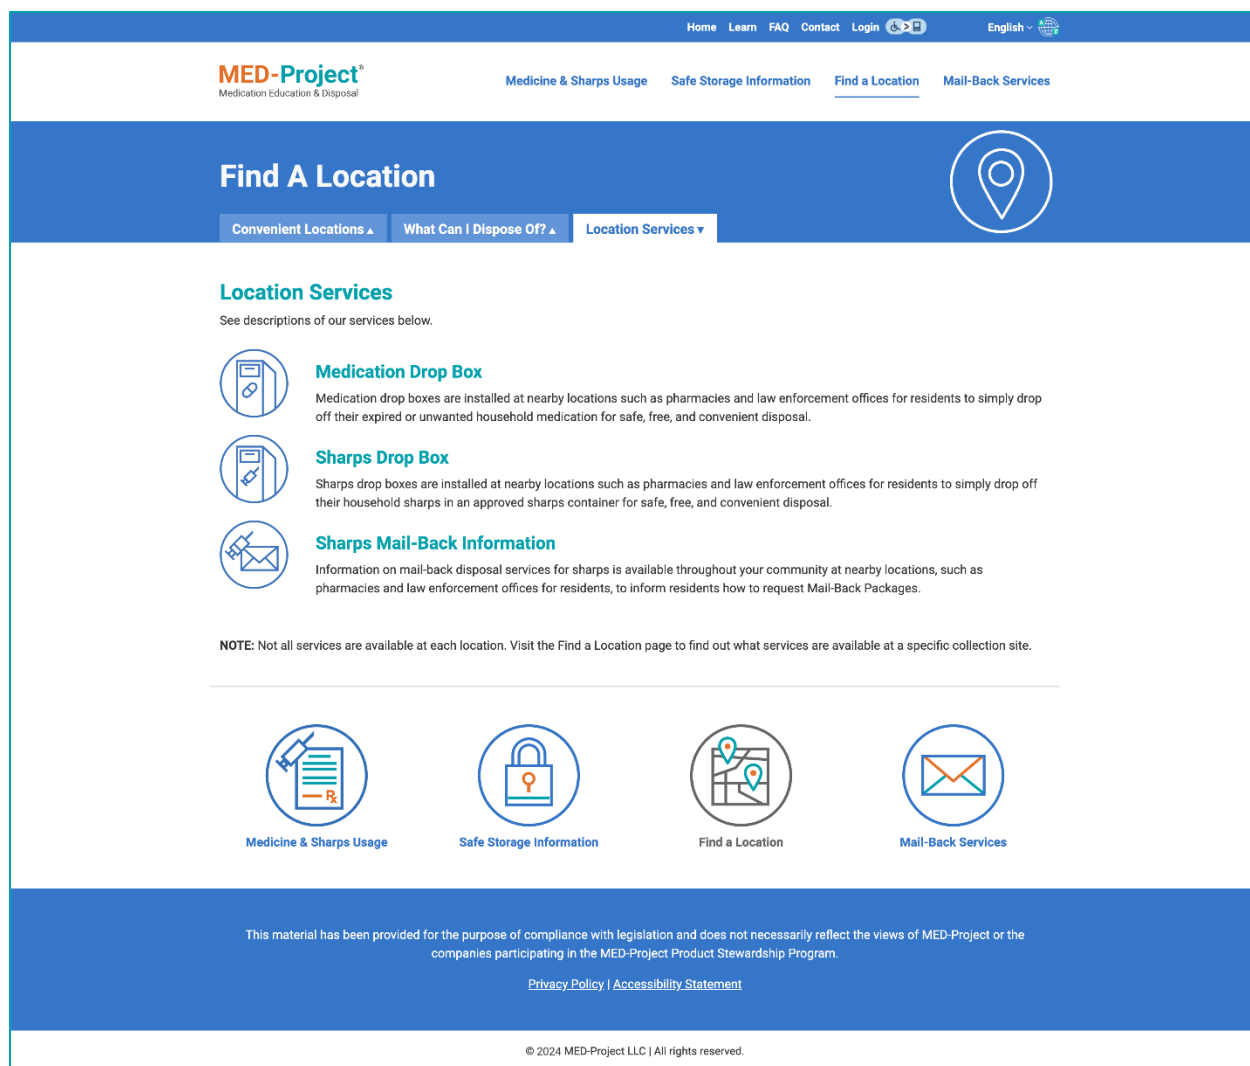 Home Learn FAQ Contact Login English
MED-Project®
Medication Education & Disposal
Medicine & Sharps Usage Safe Storage Information Find a Location Mail-Back Services
Find A Location
Convenient Locations ▴ What Can I Dispose Of? ▴ Location Services ▾
Location Services
See descriptions of our services below.
Medication Drop Box
Medication drop boxes are installed at nearby locations such as pharmacies and law enforcement offices for residents to simply drop
off their expired or unwanted household medication for safe, free, and convenient disposal.
Sharps Drop Box
Sharps drop boxes are installed at nearby locations such as pharmacies and law enforcement offices for residents to simply drop off
their household sharps in an approved sharps container for safe, free, and convenient disposal.
Sharps Mail-Back Information
Information on mail-back disposal services for sharps is available throughout your community at nearby locations, such as
pharmacies and law enforcement offices for residents, to inform residents how to request Mail-Back Packages.
NOTE: Not all services are available at each location. Visit the Find a Location page to find out what services are available at a specific collection site.
Rx
Medicine & Sharps Usage Safe Storage Information Find a Location Mail-Back Services
This material has been provided for the purpose of compliance with legislation and does not necessarily reflect the views of MED-Project or the
companies participating in the MED-Project Product Stewardship Program.
Privacy Policy | Accessibility Statement
© 2024 MED-Project LLC | All rights reserved.